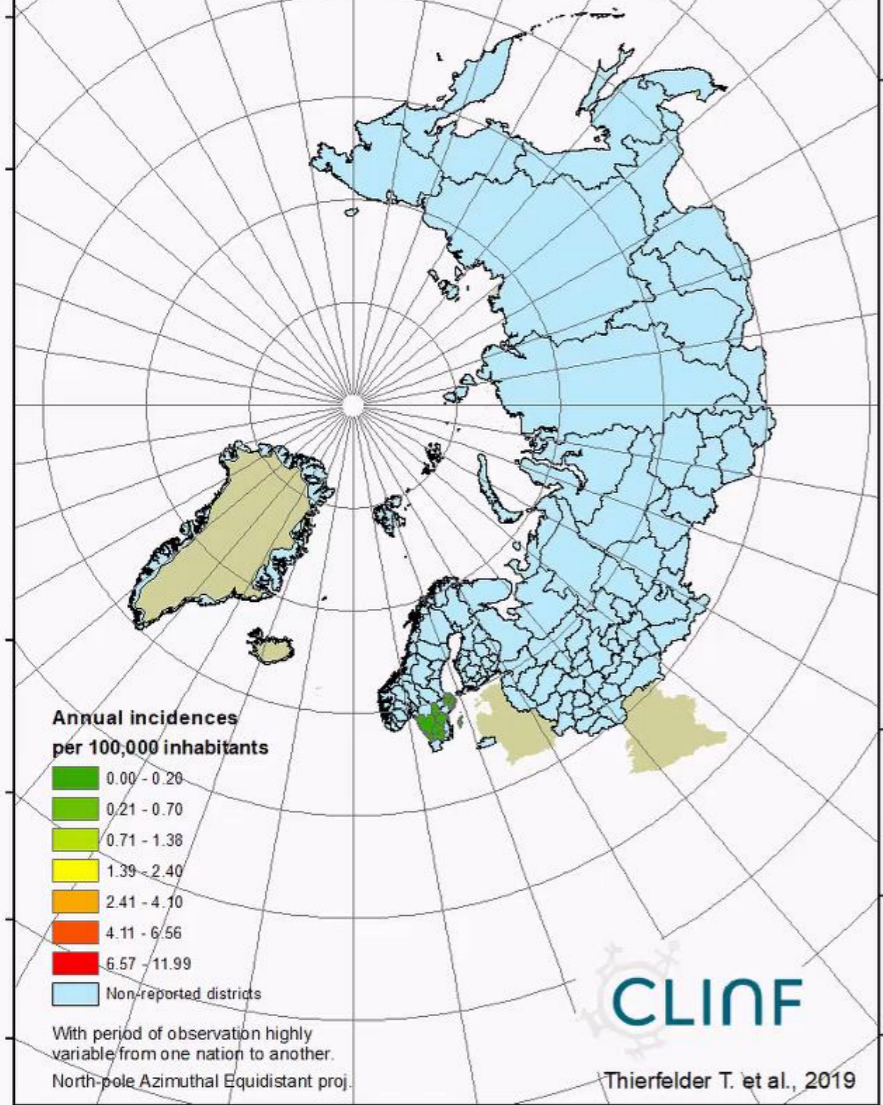 Annual incidences
per 100,000 inhabitants
0.00 - 0.20
0.21 - 0.70
0.71 - 1.38
1.39 - 2.40
2.41 - 4.10
4.11 - 6.56
6.57 - 11.99
Non-reported districts
With period of observation highly
variable from one nation to another.
North-pole Azimuthal Equidistant proj.
CLINF
Thierfelder T. et al., 2019